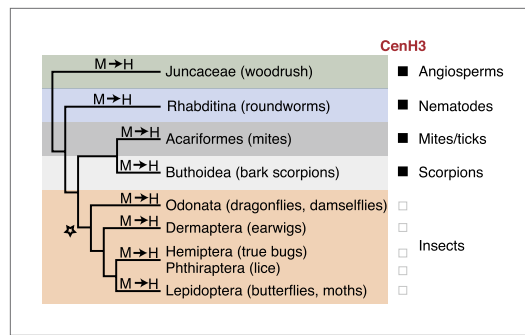 CenH3
M→H Juncaceae (woodrush) Angiosperms
M→H Rhabditina (roundworms) Nematodes
M→H Acariformes (mites) Mites/ticks
M→H Buthoidea (bark scorpions) Scorpions
M→H Odonata (dragonflies, damselflies)
M→H Dermaptera (earwigs)
Insects
M→H Hemiptera (true bugs)
Phthiraptera (lice)
M→H Lepidoptera (butterflies, moths)